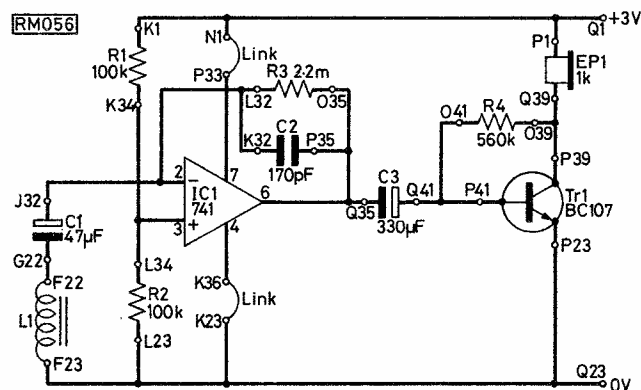 RM056
K1
R1
100k
K34
N1
Link
P33
R3 2.2m
L32
O35
K32
P35
C2
170pF
Q1
+3V
P1
EP1
1k
Q39
O41
R4
O39
560k
P39
J32
C1
47µF
G22
F22
L1
F23
2
−
IC1
741
7
6
3
+
4
C3
Q35
330µF
Q41
P41
Tr1
BC107
P23
L34
R2
100k
L23
K36
Link
K23
Q23
0V